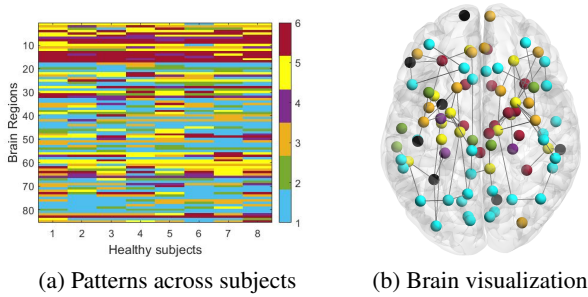 Brain Regions
10
20
30
40
50
60
70
80
1 2 3 4 5 6 7 8
Healthy subjects
6
5
4
3
2
1
(a) Patterns across subjects
(b) Brain visualization